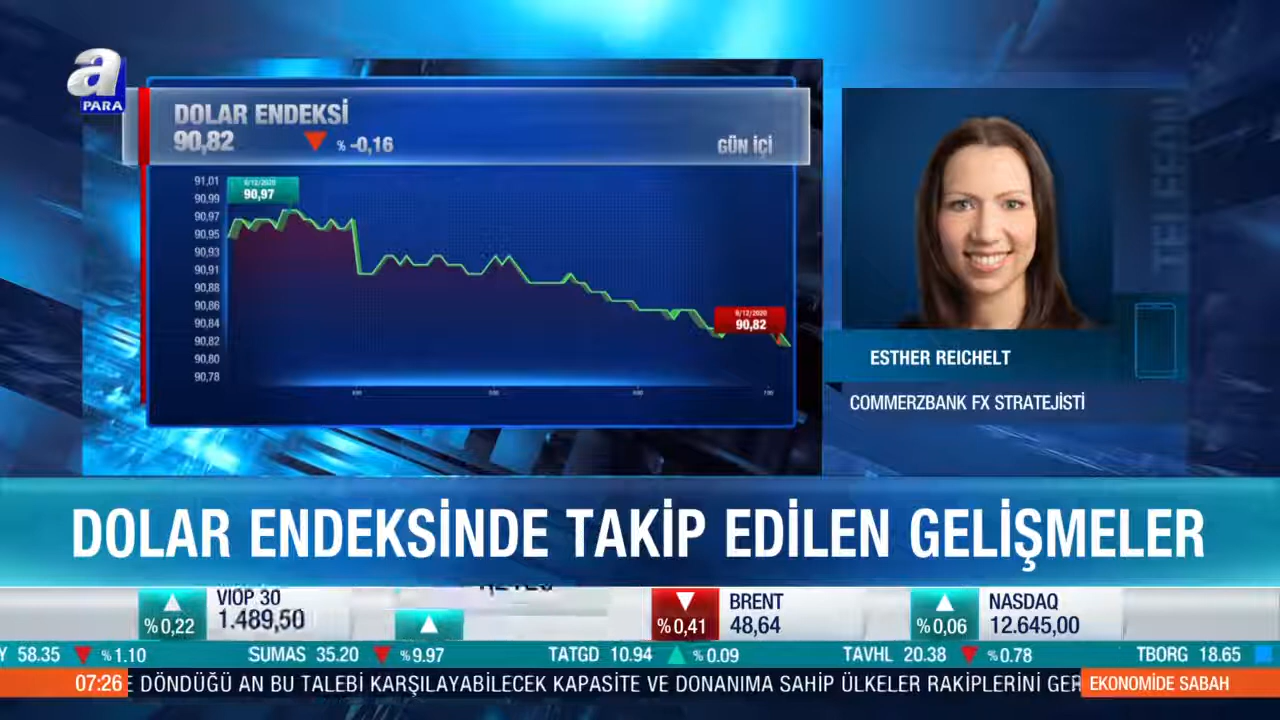 a
PARA
DOLAR ENDEKSİ
90,82 % -0,16 GÜN İÇİ
91,01
90,99
90,97
90,95
90,93
90,91
90,88
90,86
90,84
90,82
90,80
90,78
90,97
90,82
7:00
TELEFON
ESTHER REICHELT
COMMERZBANK FX STRATEJİSTİ
DOLAR ENDEKSİNDE TAKİP EDİLEN GELİŞMELER
%0,22 VIOP 30 1.489,50
%0,41 BRENT 48,64
%0,06 NASDAQ 12.645,00
Y 58.35 %1.10 SUMAS 35.20 %9.97 TATGD 10.94 %0.09 TAVHL 20.38 %0.78 TBORG 18.65
07:26 E DÖNDÜĞÜ AN BU TALEBİ KARŞILAYABİLECEK KAPASİTE VE DONANIMA SAHİP ÜLKELER RAKİPLERİNİ GER EKONOMİDE SABAH